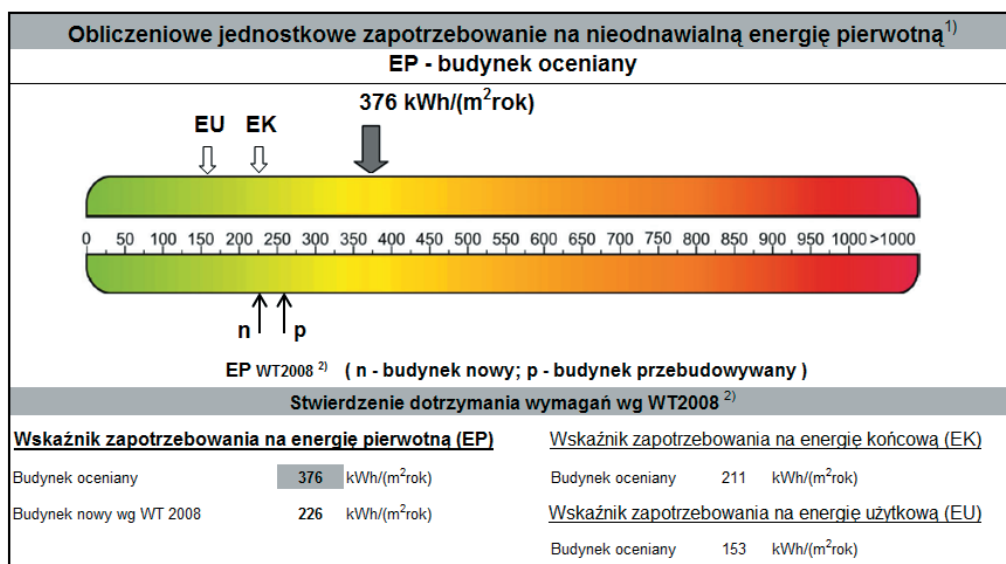 Obliczeniowe jednostkowe zapotrzebowanie na nieodnawialną energię pierwotną1)
EP - budynek oceniany
376 kWh/(m2rok)
EU EK
0 50 100 150 200 250 300 350 400 450 500 550 600 650 700 750 800 850 900 950 1000 >1000
n p
EP WT2008 2) ( n - budynek nowy; p - budynek przebudowywany )
Stwierdzenie dotrzymania wymagań wg WT2008 2)
Wskaźnik zapotrzebowania na energię pierwotną (EP)
Budynek oceniany 376 kWh/(m2rok)
Budynek nowy wg WT 2008 226 kWh/(m2rok)
Wskaźnik zapotrzebowania na energię końcową (EK)
Budynek oceniany 211 kWh/(m2rok)
Wskaźnik zapotrzebowania na energię użytkową (EU)
Budynek oceniany 153 kWh/(m2rok)